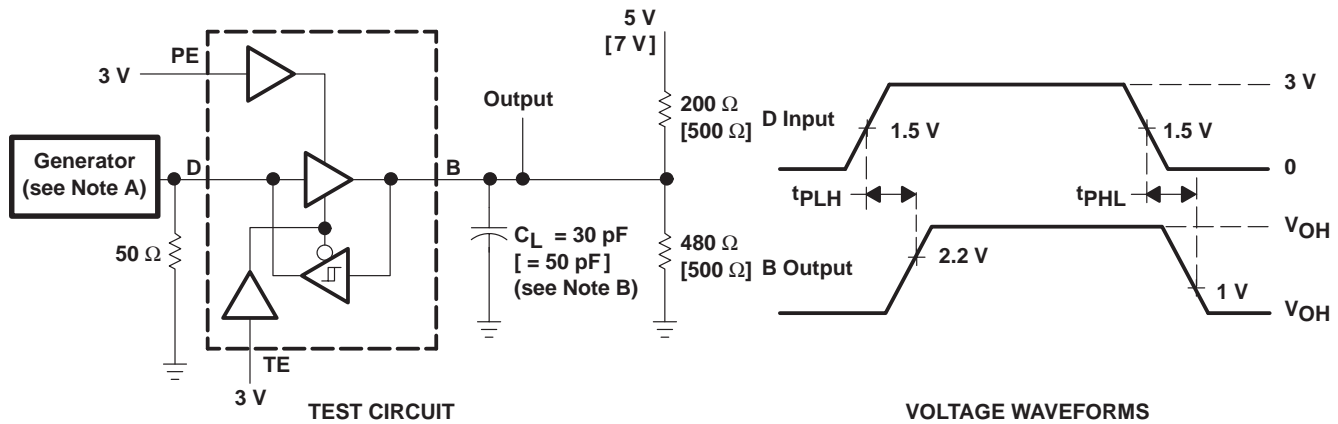 5 V
[7 V]
PE
3 V
Output
200 Ω
[500 Ω]
Generator
(see Note A)
D
B
50 Ω
CL = 30 pF
[ = 50 pF]
(see Note B)
480 Ω
[500 Ω]
TE
3 V
TEST CIRCUIT
D Input
3 V
1.5 V
1.5 V
0
tPLH
tPHL
VOH
B Output
2.2 V
1 V
VOH
VOLTAGE WAVEFORMS